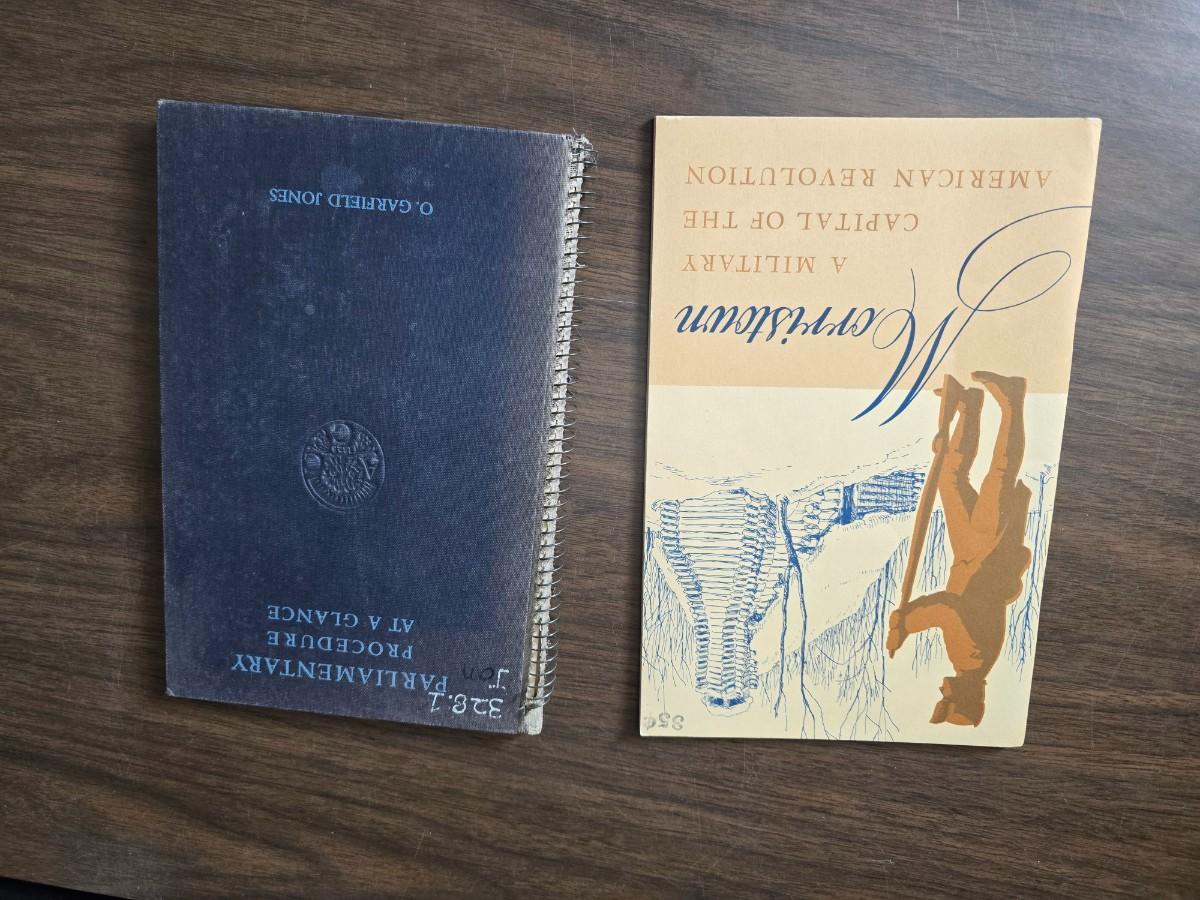 328.1
Jon
PARLIAMENTARY
PROCEDURE
AT A GLANCE
O. GARFIELD JONES
35¢
Morristown
A MILITARY
CAPITAL OF THE
AMERICAN REVOLUTION